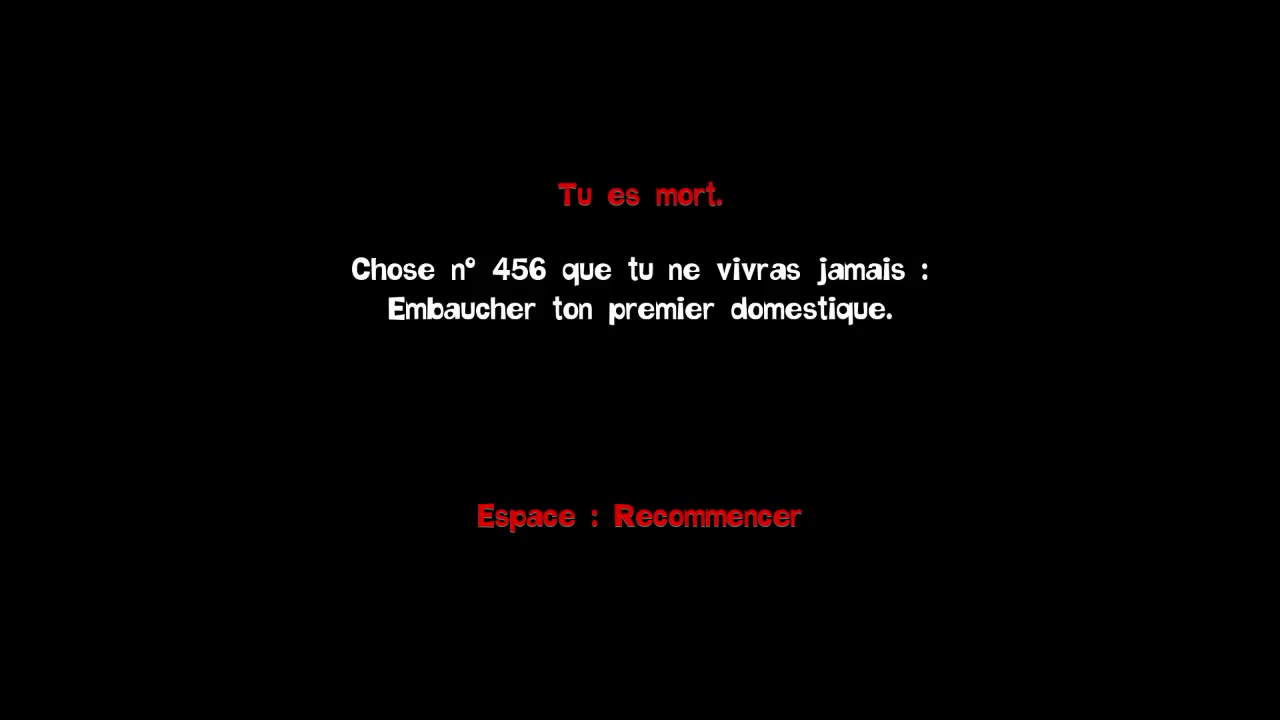 Tu es mort.
Chose n° 456 que tu ne vivras jamais :
Embaucher ton premier domestique.
Espace : Recommencer